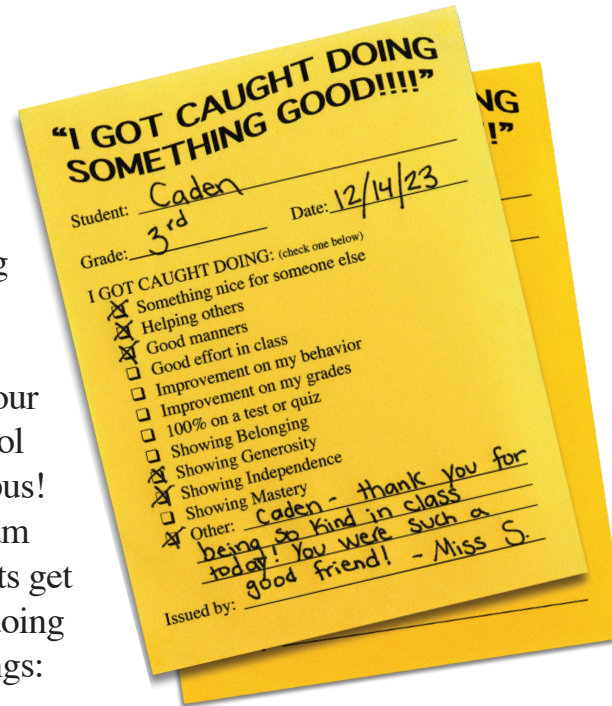 “I GOT CAUGHT DOING
SOMETHING GOOD!!!!”
Student: Caden
Grade: 3rd Date: 12/14/23
I GOT CAUGHT DOING: (check one below)
Something nice for someone else
Helping others
Good manners
Good effort in class
Improvement on my behavior
Improvement on my grades
100% on a test or quiz
Showing Belonging
Showing Generosity
Showing Independence
Showing Mastery
Other: Caden - thank you for
being so kind in class
today! You were such a
good friend! - Miss S.
Issued by:
NG
!”
g
our
ol
ous!
am
ts get
doing
ngs: